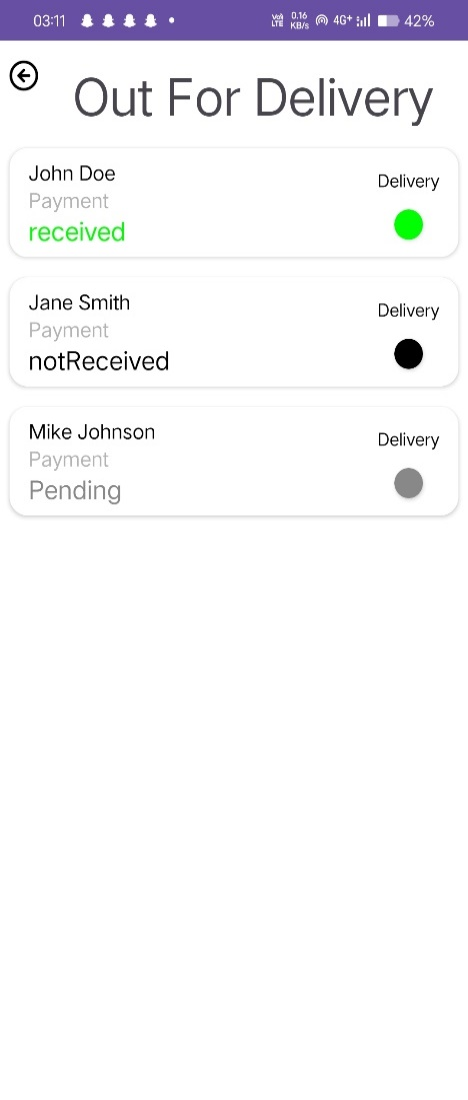 03:11 VoLTE 0.16 KB/s 4G+ 42%
Out For Delivery
John Doe
Delivery
Payment
received
Jane Smith
Delivery
Payment
notReceived
Mike Johnson
Delivery
Payment
Pending